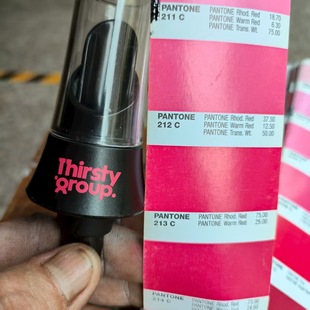 PANTONE
211 C
PANTONE Rhod. Red 18.70
PANTONE Warm Red 6.30
PANTONE Trans. Wt. 75.00
PANTONE
212 C
PANTONE Rhod. Red 37.50
PANTONE Warm Red 12.50
PANTONE Trans. Wt. 50.00
Thirsty
group.
PANTONE
213 C
PANTONE Rhod. Red 75.00
PANTONE Warm Red 25.00
PANTONE
214 C